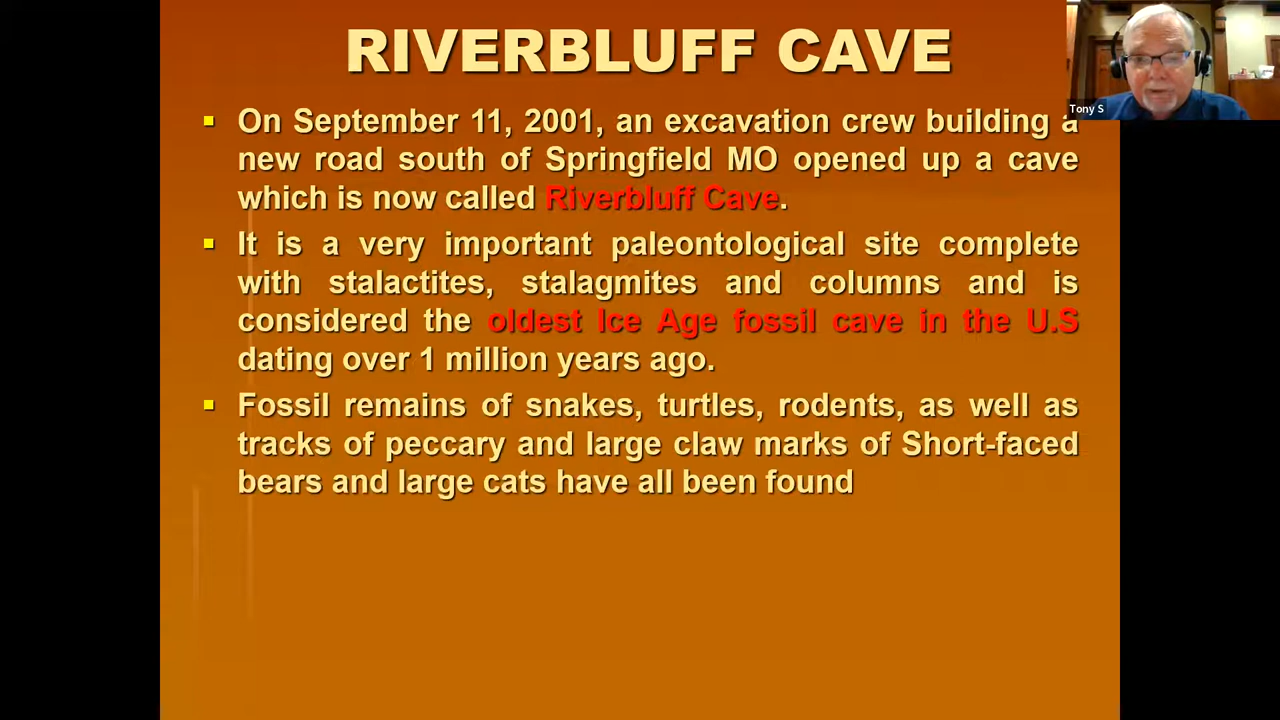 RIVERBLUFF CAVE
Tony S
▪ On September 11, 2001, an excavation crew building a
new road south of Springfield MO opened up a cave
which is now called Riverbluff Cave.
▪ It is a very important paleontological site complete
with stalactites, stalagmites and columns and is
considered the oldest Ice Age fossil cave in the U.S
dating over 1 million years ago.
▪ Fossil remains of snakes, turtles, rodents, as well as
tracks of peccary and large claw marks of Short-faced
bears and large cats have all been found